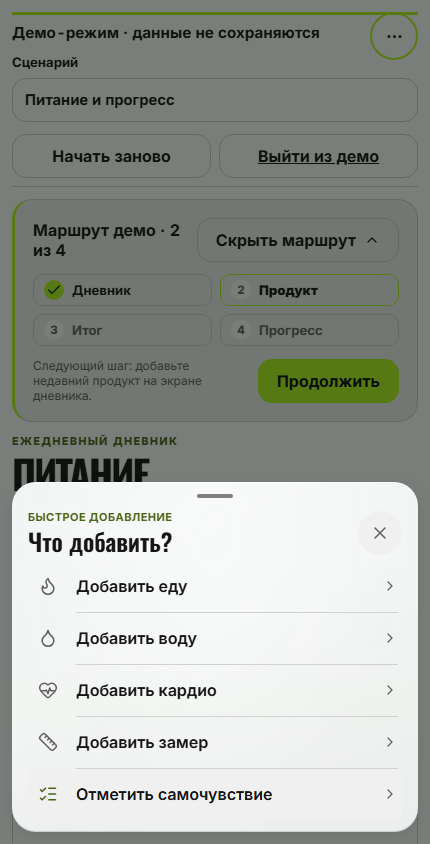 Демо-режим · данные не сохраняются
...
Сценарий
Питание и прогресс
Начать заново
Выйти из демо
Маршрут демо · 2
из 4
Скрыть маршрут
Дневник
2 Продукт
3 Итог
4 Прогресс
Следующий шаг: добавьте
недавний продукт на экране
дневника.
Продолжить
ЕЖЕДНЕВНЫЙ ДНЕВНИК
ПИТАНИЕ
БЫСТРОЕ ДОБАВЛЕНИЕ
Что добавить?
Добавить еду
Добавить воду
Добавить кардио
Добавить замер
Отметить самочувствие